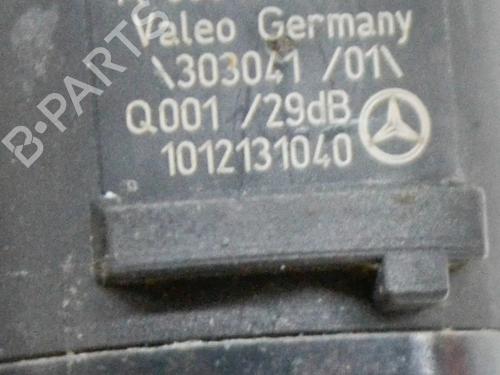 Valeo Germany
\303041 /01\
Q001 /29dB
1012131040
B-PARTS